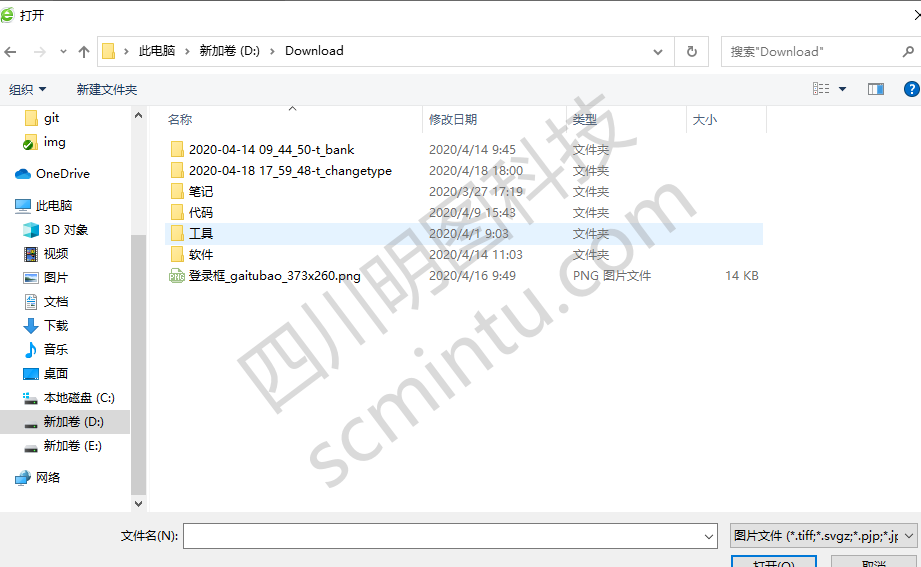 打开
此电脑 › 新加卷 (D:) › Download
搜索"Download"
组织 新建文件夹
git
img
OneDrive
此电脑
3D 对象
视频
图片
文档
下载
音乐
桌面
本地磁盘 (C:)
新加卷 (D:)
新加卷 (E:)
网络
名称 修改日期 类型 大小
2020-04-14 09_44_50-t_bank 2020/4/14 9:45 文件夹
2020-04-18 17_59_48-t_changetype 2020/4/18 18:00 文件夹
笔记 2020/3/27 17:19 文件夹
代码 2020/4/9 15:43 文件夹
工具 2020/4/1 9:03 文件夹
软件 2020/4/14 11:03 文件夹
登录框_gaitubao_373x260.png 2020/4/16 9:49 PNG 图片文件 14 KB
四川明图科技
scmintu.com
文件名(N): 图片文件 (*.tiff;*.svgz;*.pjp;*.jp
打开(O) 取消